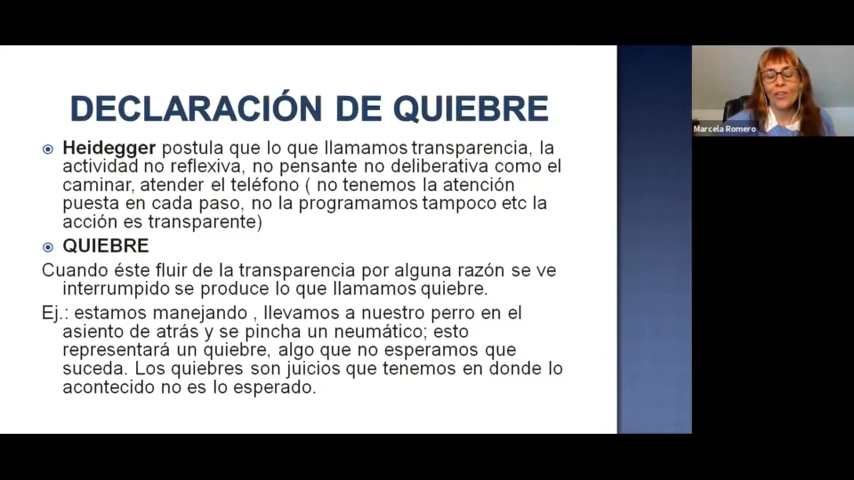 DECLARACIÓN DE QUIEBRE
Heidegger postula que lo que llamamos transparencia, la
actividad no reflexiva, no pensante no deliberativa como el
caminar, atender el teléfono ( no tenemos la atención
puesta en cada paso, no la programamos tampoco etc la
acción es transparente)
QUIEBRE
Cuando éste fluir de la transparencia por alguna razón se ve
interrumpido se produce lo que llamamos quiebre.
Ej.: estamos manejando , llevamos a nuestro perro en el
asiento de atrás y se pincha un neumático; esto
representará un quiebre, algo que no esperamos que
suceda. Los quiebres son juicios que tenemos en donde lo
acontecido no es lo esperado.
Marcela Romero